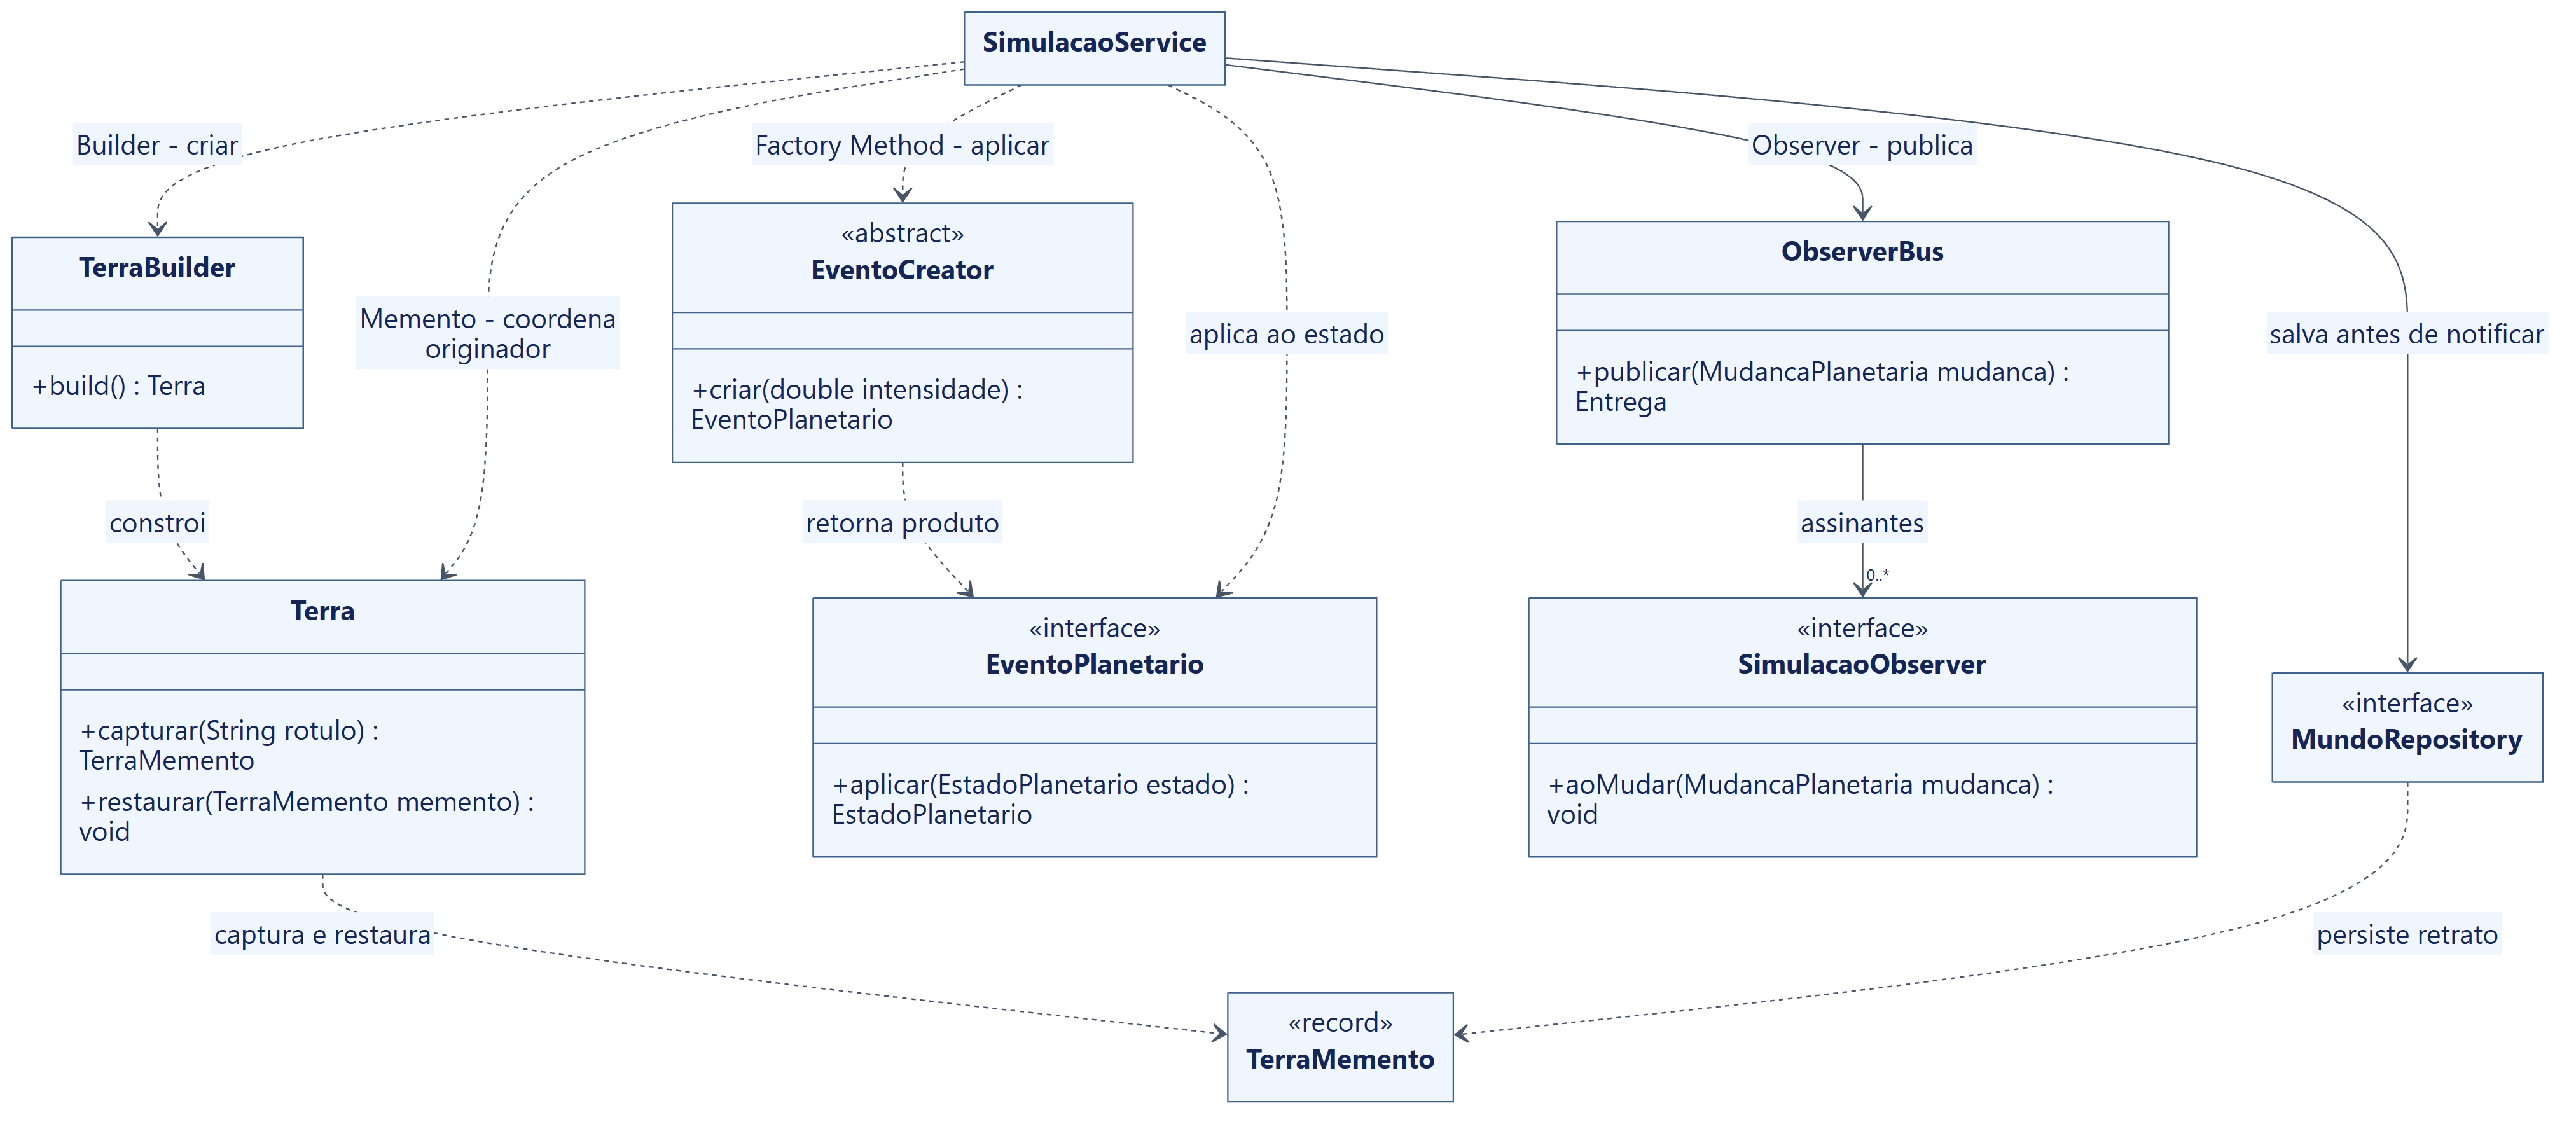 SimulacaoService
Builder - criar
Factory Method - aplicar
Observer - publica
TerraBuilder
+build() : Terra
Memento - coordena
originador
«abstract»
EventoCreator
+criar(double intensidade) :
EventoPlanetario
aplica ao estado
ObserverBus
+publicar(MudancaPlanetaria mudanca) :
Entrega
salva antes de notificar
constroi
retorna produto
assinantes
0..*
Terra
+capturar(String rotulo) :
TerraMemento
+restaurar(TerraMemento memento) :
void
«interface»
EventoPlanetario
+aplicar(EstadoPlanetario estado) :
EstadoPlanetario
«interface»
SimulacaoObserver
+aoMudar(MudancaPlanetaria mudanca) :
void
«interface»
MundoRepository
captura e restaura
persiste retrato
«record»
TerraMemento